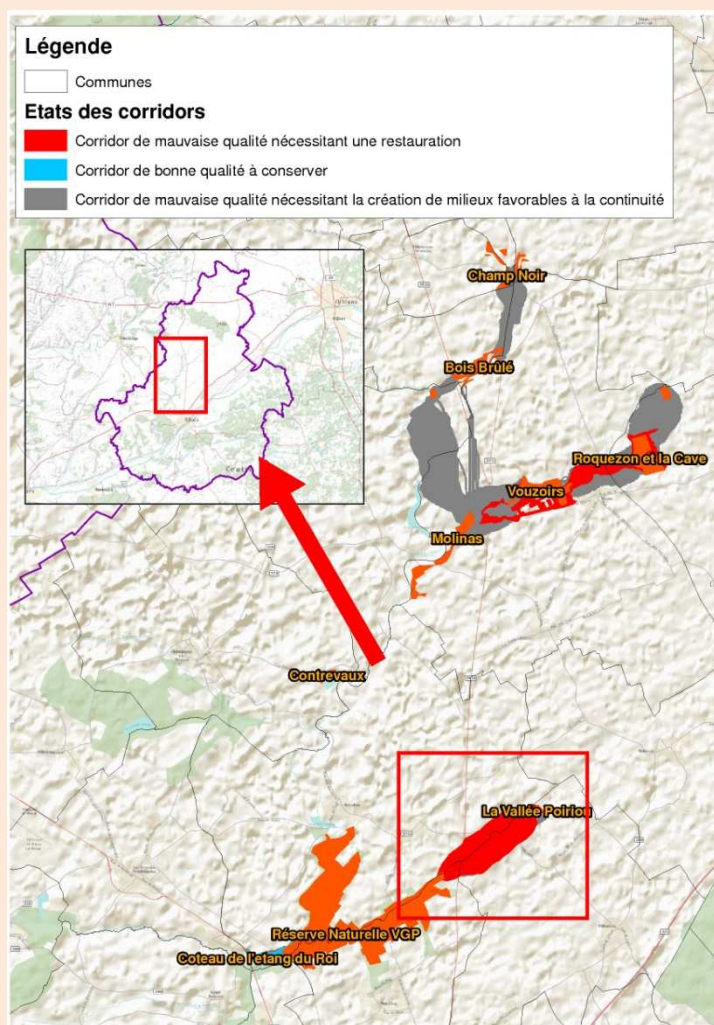 Légende
Communes
Etats des corridors
Corridor de mauvaise qualité nécessitant une restauration
Corridor de bonne qualité à conserver
Corridor de mauvaise qualité nécessitant la création de milieux favorables à la continuité
Champ Noir
Bois Brûlé
Roquezon et la Cave
Vouzoirs
Molinas
Contrevaux
La Vallée Poiriou
Réserve Naturelle VGP
Coteau de l'etang du Roi